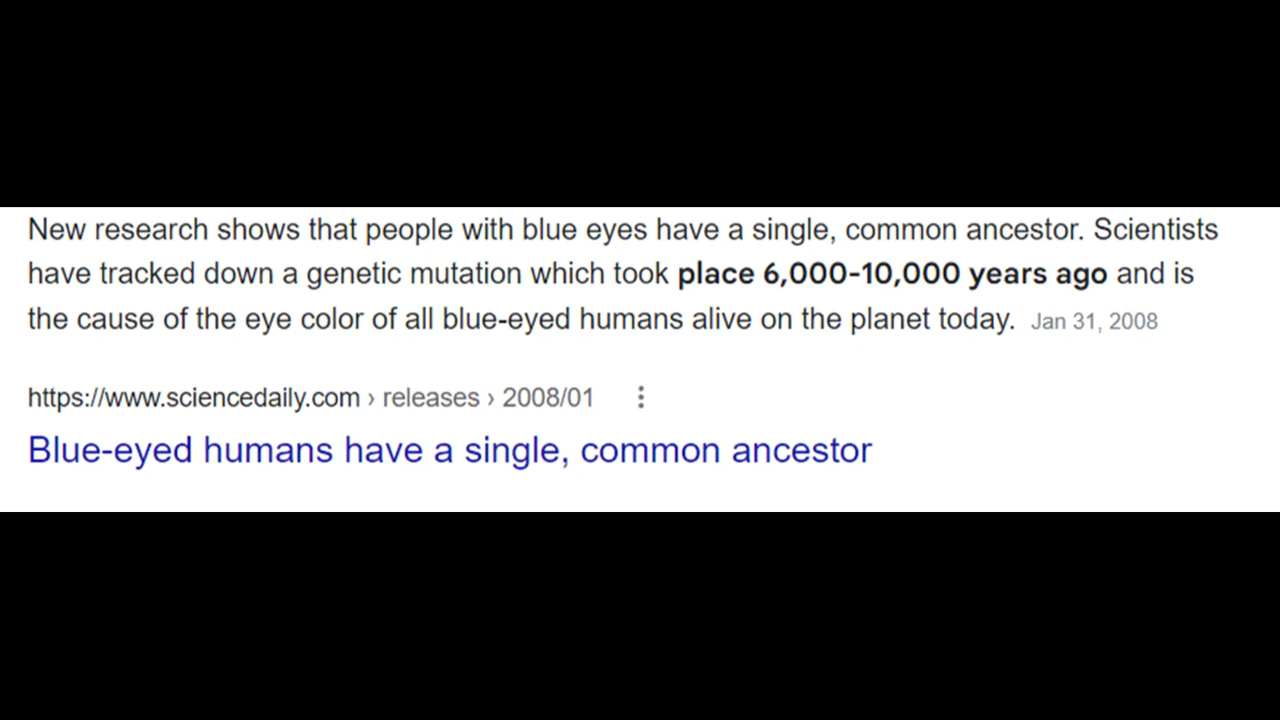 New research shows that people with blue eyes have a single, common ancestor. Scientists
have tracked down a genetic mutation which took place 6,000-10,000 years ago and is
the cause of the eye color of all blue-eyed humans alive on the planet today. Jan 31, 2008
https://www.sciencedaily.com › releases › 2008/01
Blue-eyed humans have a single, common ancestor